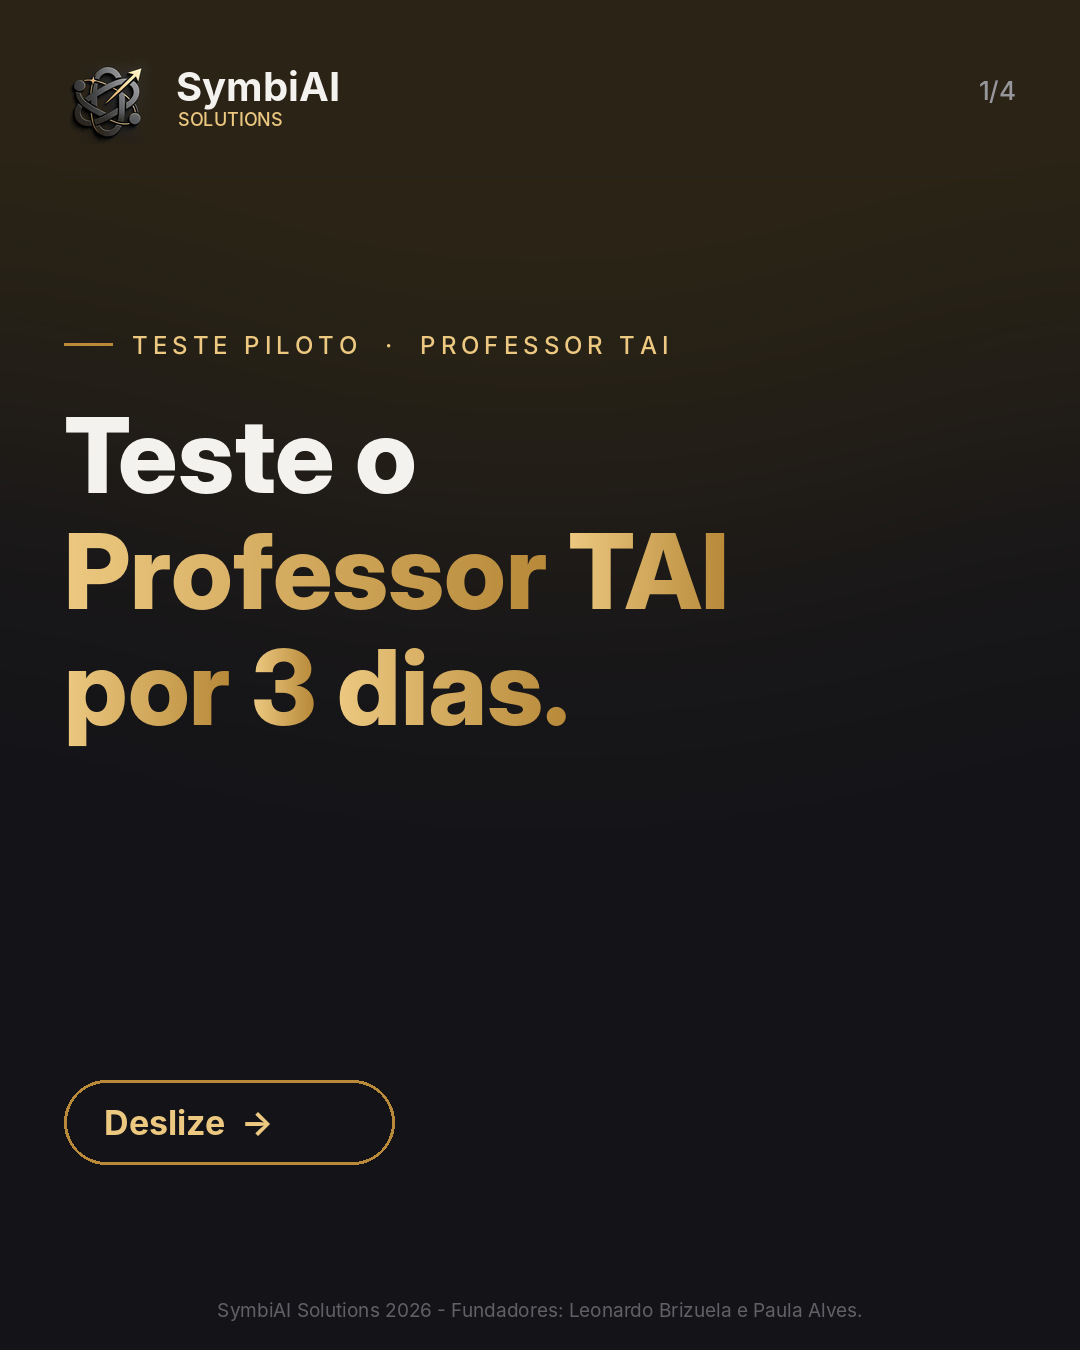 SymbiAI
SOLUTIONS
1/4
TESTE PILOTO · PROFESSOR TAI
Teste o
Professor TAI
por 3 dias.
Deslize →
SymbiAI Solutions 2026 - Fundadores: Leonardo Brizuela e Paula Alves.